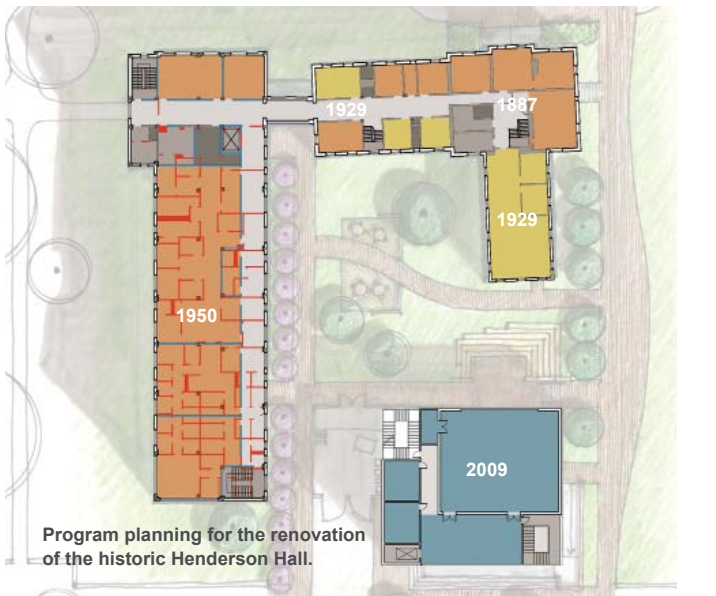 1929
1887
1929
1950
2009
Program planning for the renovation
of the historic Henderson Hall.